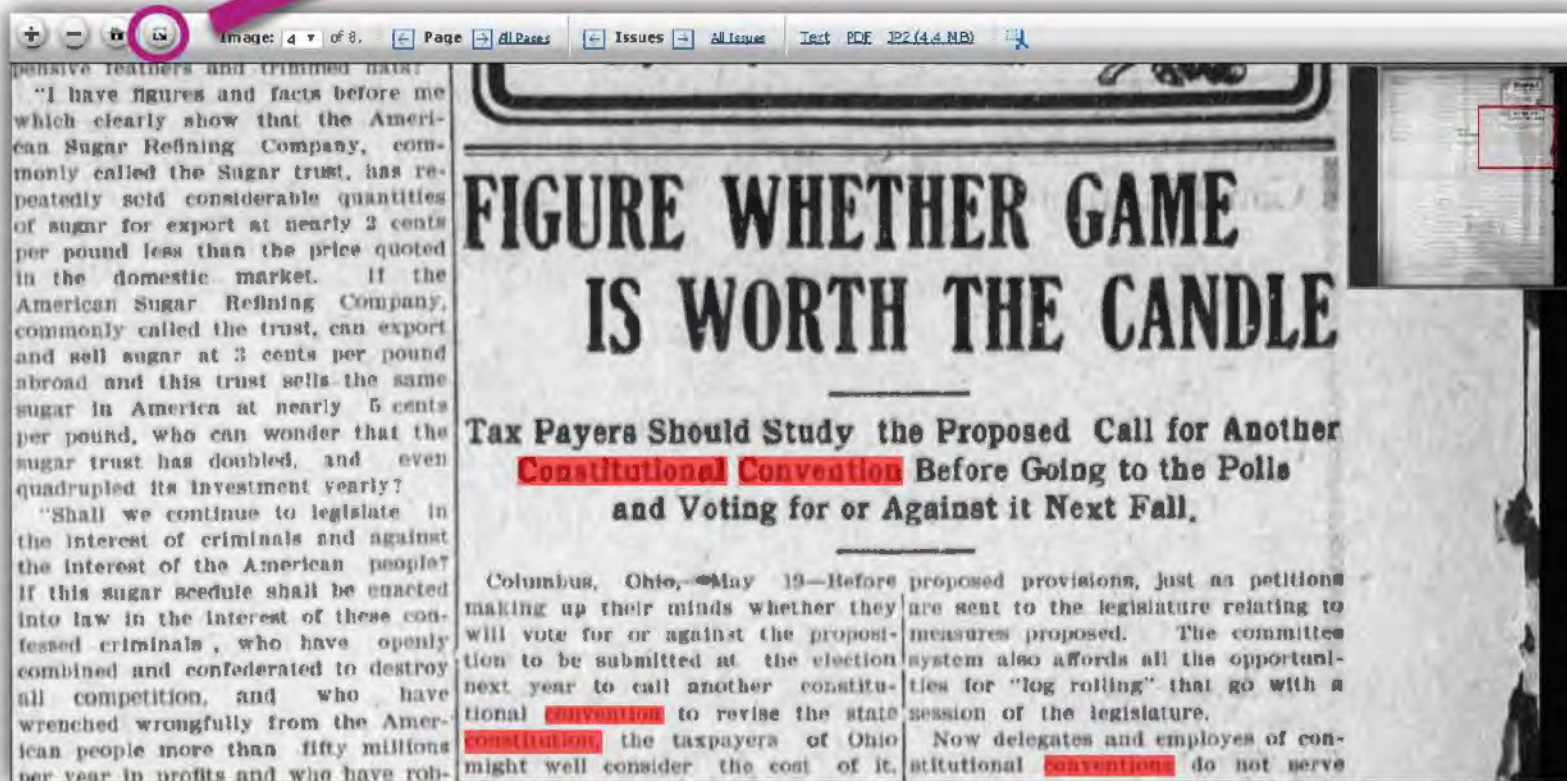 Image: 4 of 8. Page All Pages Issues All Issues Text PDF JP2 (4.4 MB)
pensive feathers and trimmed hats?
"I have figures and facts before me
which clearly show that the Ameri-
can Sugar Refining Company, com-
monly called the Sugar trust, has re-
peatedly sold considerable quantities
of sugar for export at nearly 2 cents
per pound less than the price quoted
in the domestic market. If the
American Sugar Refining Company,
commonly called the trust, can export
and sell sugar at 3 cents per pound
abroad and this trust sells the same
sugar in America at nearly 5 cents
per pound, who can wonder that the
sugar trust has doubled, and even
quadrupled its investment yearly?
"Shall we continue to legislate in
the interest of criminals and against
the interest of the American people?
If this sugar scedule shall be enacted
into law in the interest of these con-
fessed criminals, who have openly
combined and confederated to destroy
all competition, and who have
wrenched wrongfully from the Amer-
ican people more than fifty millions
per year in profits and who have rob-
FIGURE WHETHER GAME
IS WORTH THE CANDLE
Tax Payers Should Study the Proposed Call for Another
Constitutional Convention Before Going to the Polls
and Voting for or Against it Next Fall.
Columbus, Ohio, May 19—Before
making up their minds whether they
will vote for or against the proposi-
tion to be submitted at the election
next year to call another constitu-
tional convention to revise the state
constitution, the taxpayers of Ohio
might well consider the cost of it.
proposed provisions, just as petitions
are sent to the legislature relating to
measures proposed. The committee
system also affords all the opportuni-
ties for "log rolling" that go with a
session of the legislature.
Now delegates and employes of con-
stitutional conventions do not serve